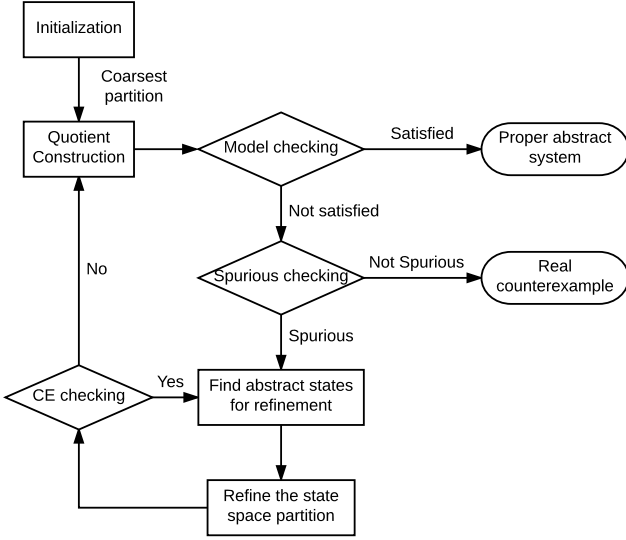 Initialization
Coarsest
partition
Quotient
Construction
Model checking
Satisfied
Proper abstract
system
Not satisfied
Spurious checking
Not Spurious
Real
counterexample
No
Spurious
CE checking
Yes
Find abstract states
for refinement
Refine the state
space partition